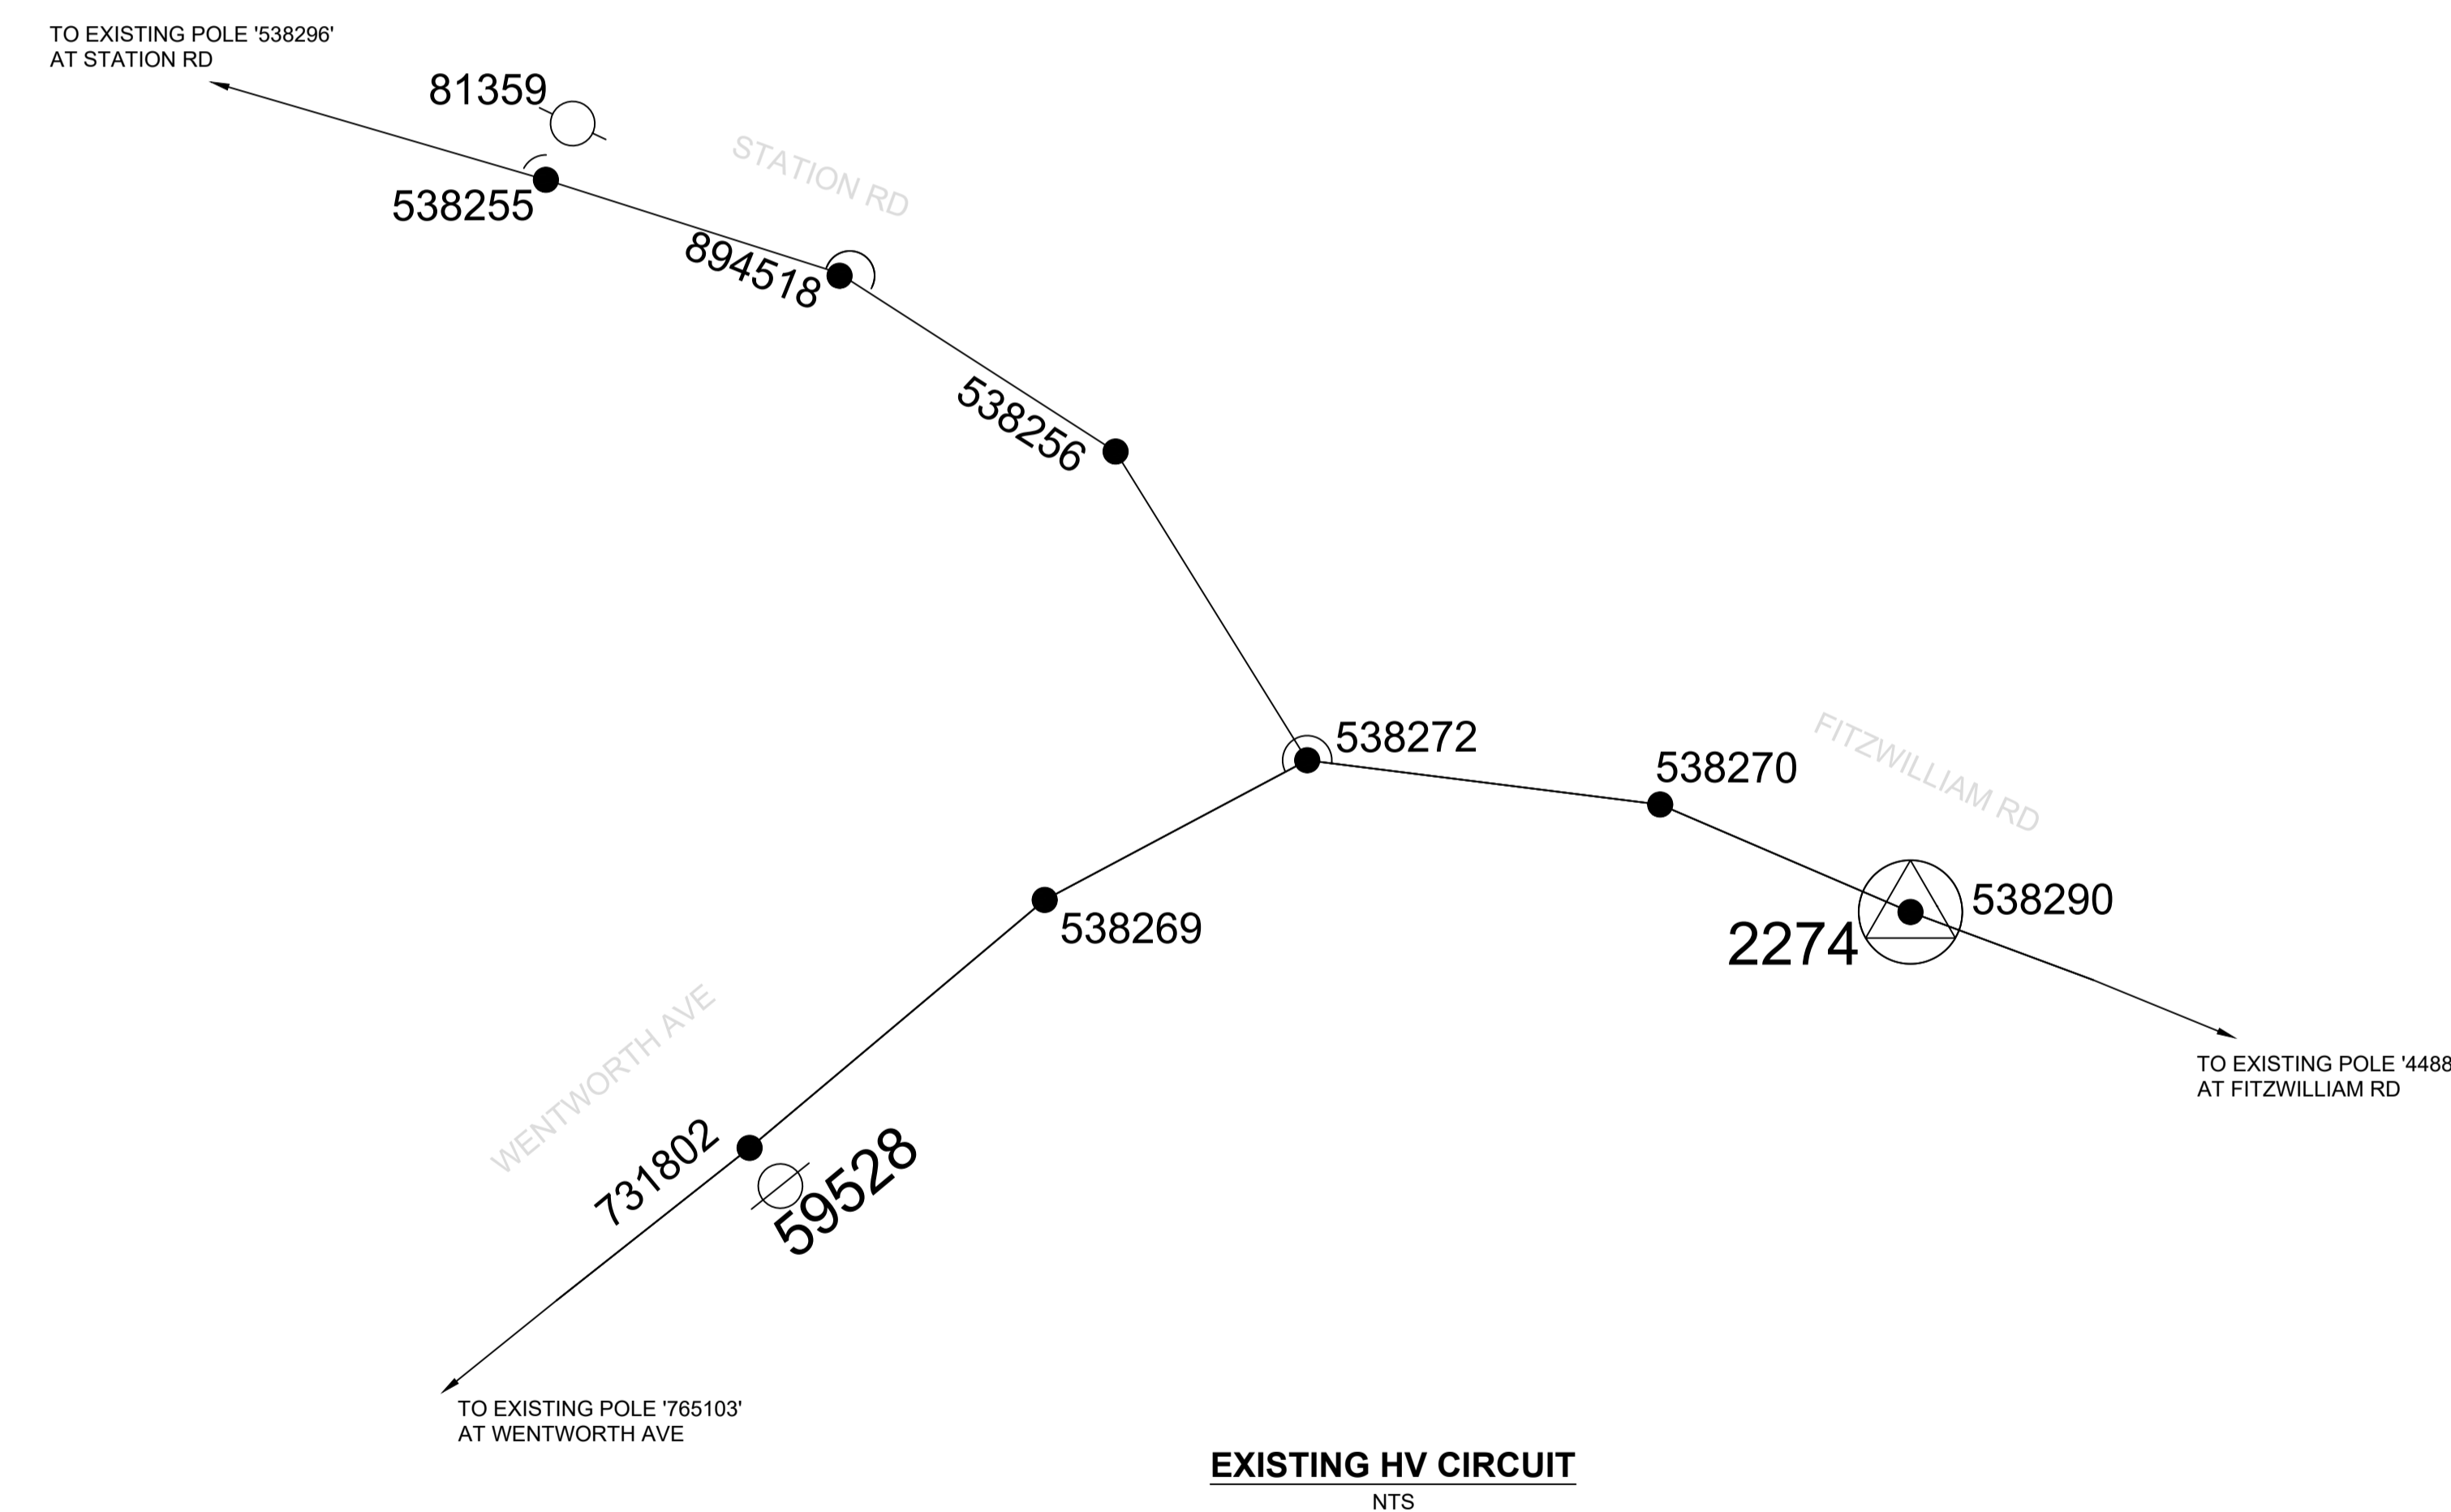 TO EXISTING POLE '538296'
AT STATION RD
81359
STATION RD
538255
894518
538256
538272
538270
FITZWILLIAM RD
538290
2274
538269
WENTWORTH AVE
TO EXISTING POLE '4488
AT FITZWILLIAM RD
731802
59528
TO EXISTING POLE '765103'
AT WENTWORTH AVE
EXISTING HV CIRCUIT
NTS